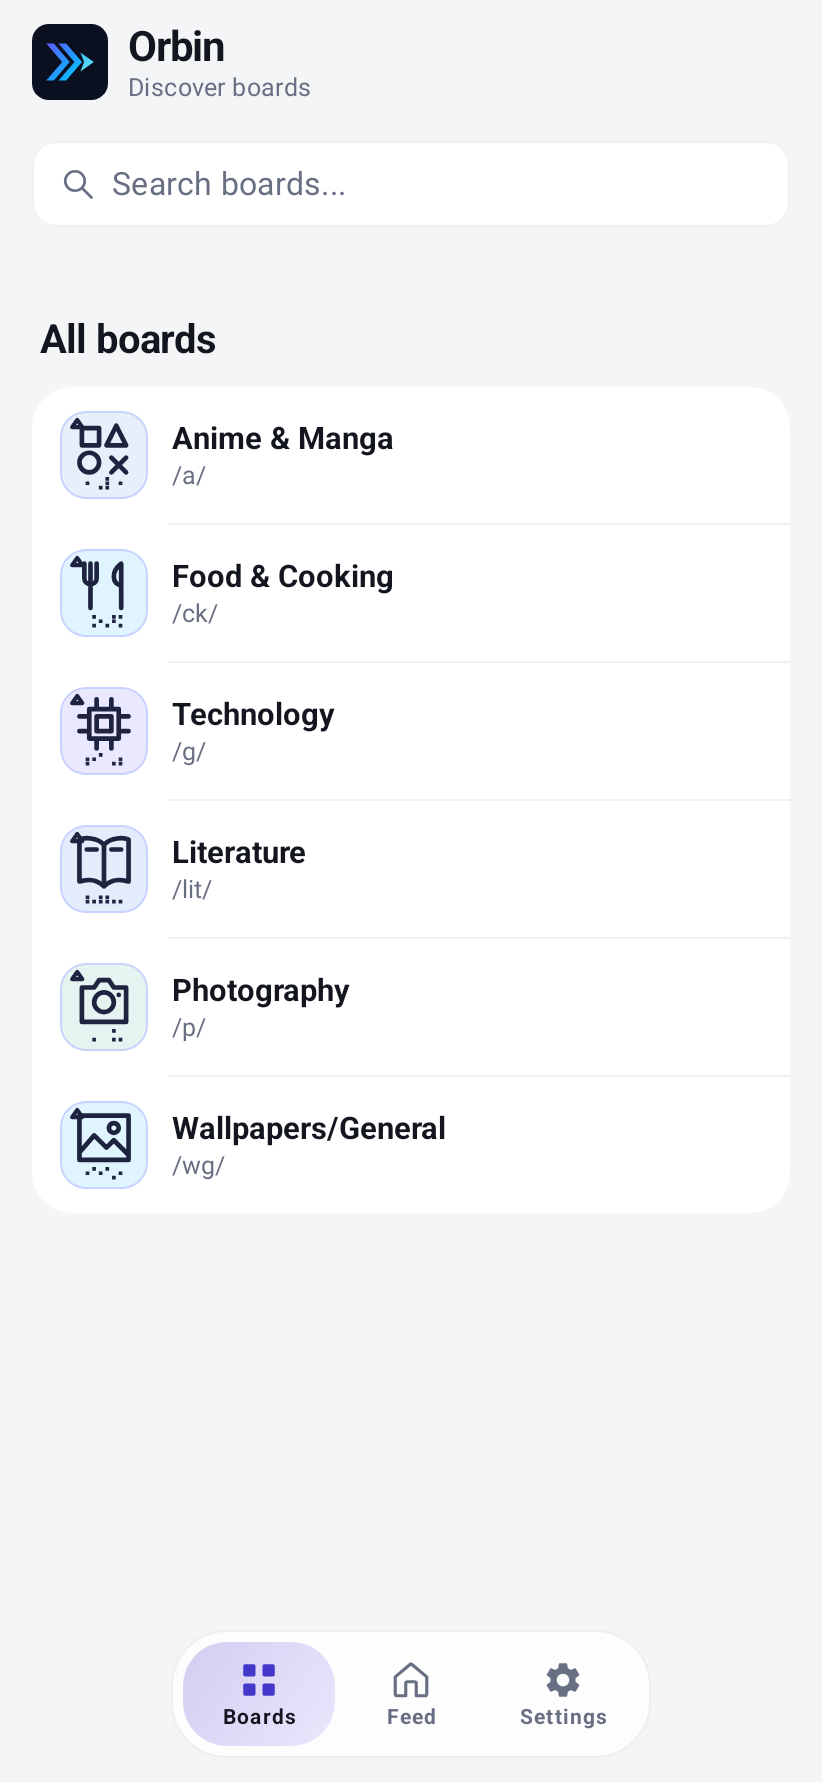 Orbin
Discover boards
Search boards...
All boards
Anime & Manga
/a/
Food & Cooking
/ck/
Technology
/g/
Literature
/lit/
Photography
/p/
Wallpapers/General
/wg/
Boards
Feed
Settings